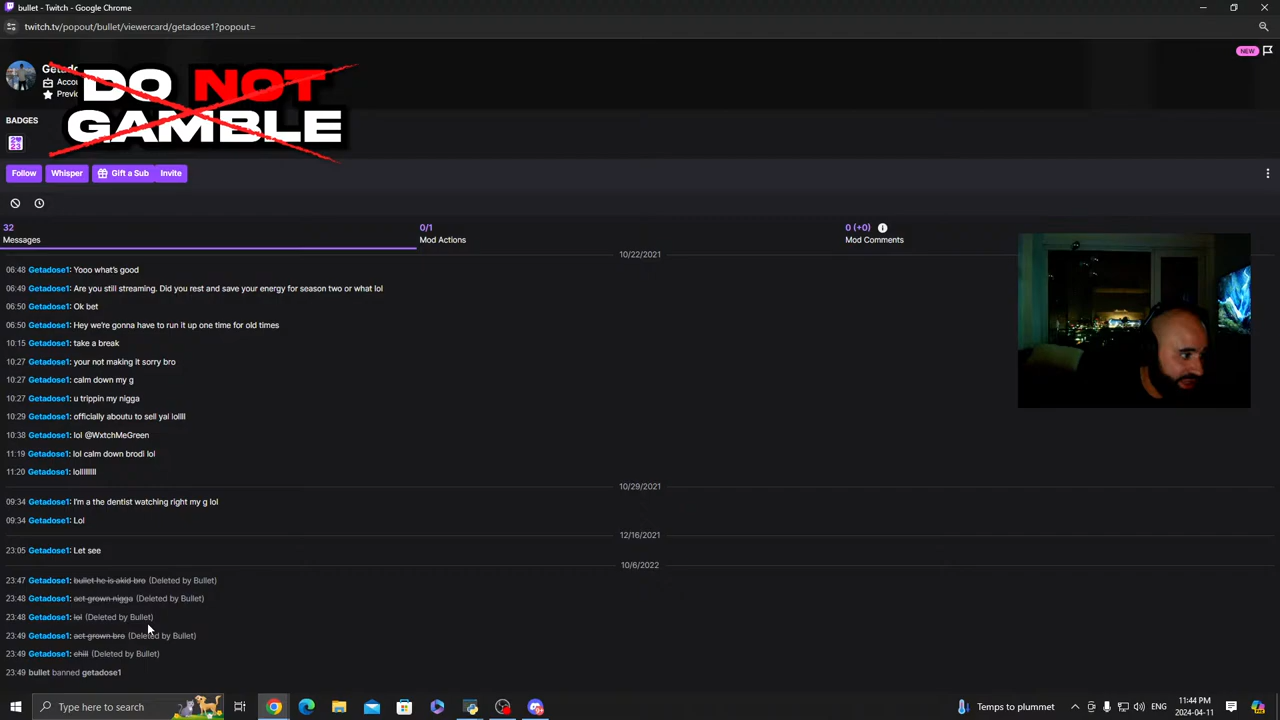 bullet - Twitch - Google Chrome
twitch.tv/popout/bullet/viewercard/getadose1?popout=
NEW
DO NOT
GAMBLE
BADGES
Follow Whisper Gift a Sub Invite
32
Messages
0/1
Mod Actions
0 (+0)
Mod Comments
10/22/2021
06:48 Getadose1: Yooo what's good
06:49 Getadose1: Are you still streaming. Did you rest and save your energy for season two or what lol
06:50 Getadose1: Ok bet
06:50 Getadose1: Hey we're gonna have to run it up one time for old times
10:15 Getadose1: take a break
10:27 Getadose1: your not making it sorry bro
10:27 Getadose1: calm down my g
10:27 Getadose1: u trippin my nigga
10:29 Getadose1: officially aboutu to sell yal lollll
10:38 Getadose1: lol @WxtchMeGreen
11:19 Getadose1: lol calm down brodi lol
11:20 Getadose1: lolllllllll
10/29/2021
09:34 Getadose1: I'm a the dentist watching right my g lol
09:34 Getadose1: Lol
12/16/2021
23:05 Getadose1: Let see
10/6/2022
23:47 Getadose1: bullet he is akid bro (Deleted by Bullet)
23:48 Getadose1: act grown nigga (Deleted by Bullet)
23:48 Getadose1: lol (Deleted by Bullet)
23:49 Getadose1: act grown bro (Deleted by Bullet)
23:49 Getadose1: chill (Deleted by Bullet)
23:49 bullet banned getadose1
Type here to search
Temps to plummet
ENG
11:44 PM
2024-04-11